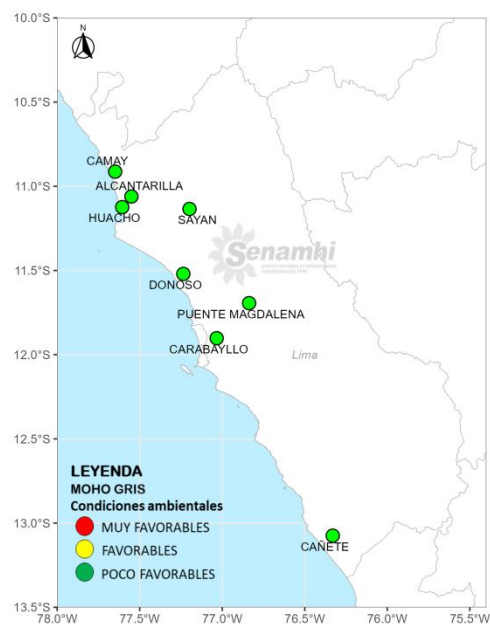 10.0°S
N
10.5°S
CAMAY
11.0°S
ALCANTARILLA
HUACHO
SAYAN
Senamhi
11.5°S
DONOSO
PUENTE MAGDALENA
12.0°S
CARABAYLLO
Lima
12.5°S
LEYENDA
MOHO GRIS
Condiciones ambientales
MUY FAVORABLES
FAVORABLES
POCO FAVORABLES
13.0°S
CAÑETE
13.5°S
78.0°W 77.5°W 77.0°W 76.5°W 76.0°W 75.5°W